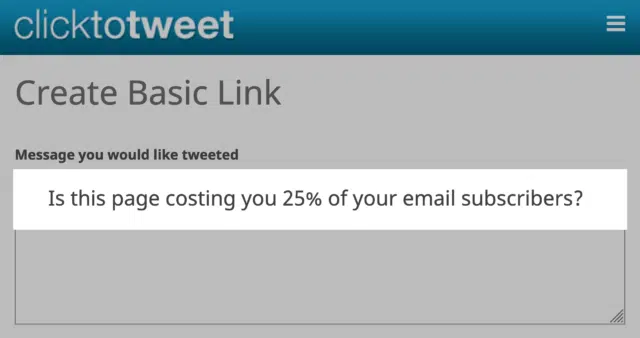 clicktotweet
Create Basic Link
Message you would like tweeted
Is this page costing you 25% of your email subscribers?